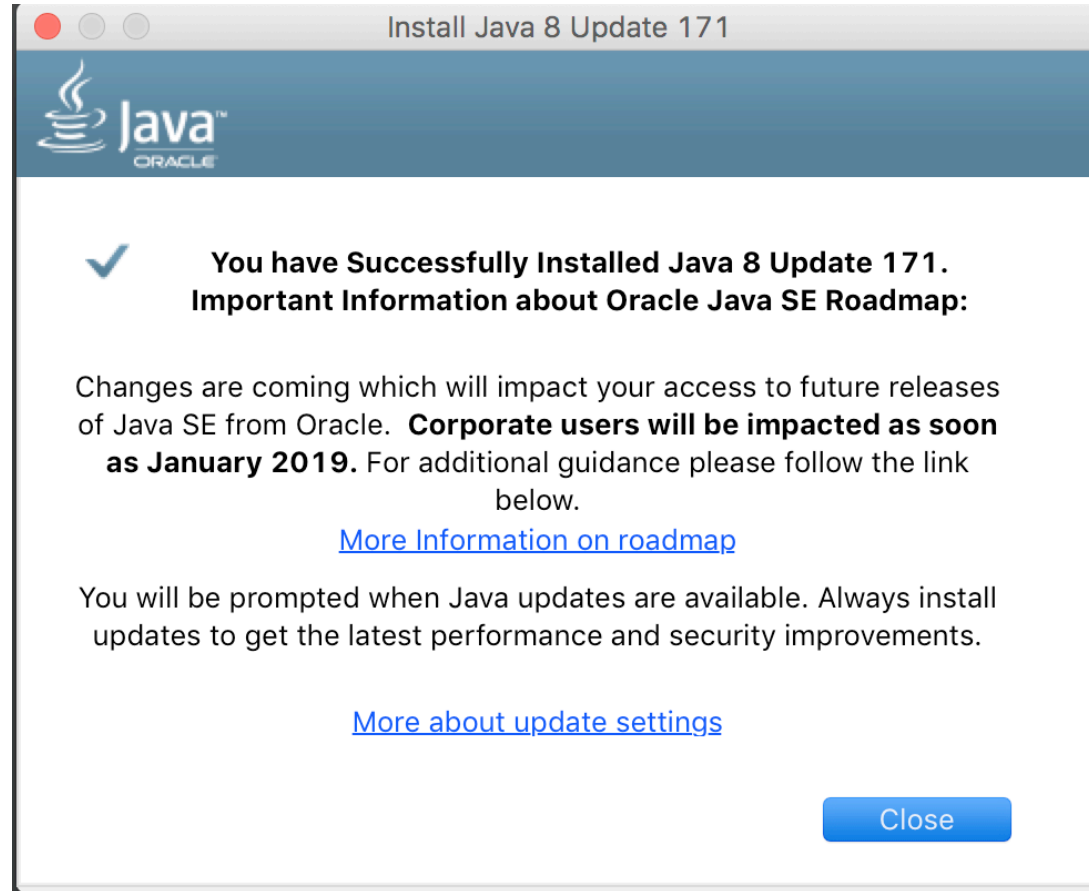 Install Java 8 Update 171
Java™
ORACLE
You have Successfully Installed Java 8 Update 171.
Important Information about Oracle Java SE Roadmap:
Changes are coming which will impact your access to future releases
of Java SE from Oracle.  Corporate users will be impacted as soon
as January 2019. For additional guidance please follow the link
below.
More Information on roadmap
You will be prompted when Java updates are available. Always install
updates to get the latest performance and security improvements.
More about update settings
Close